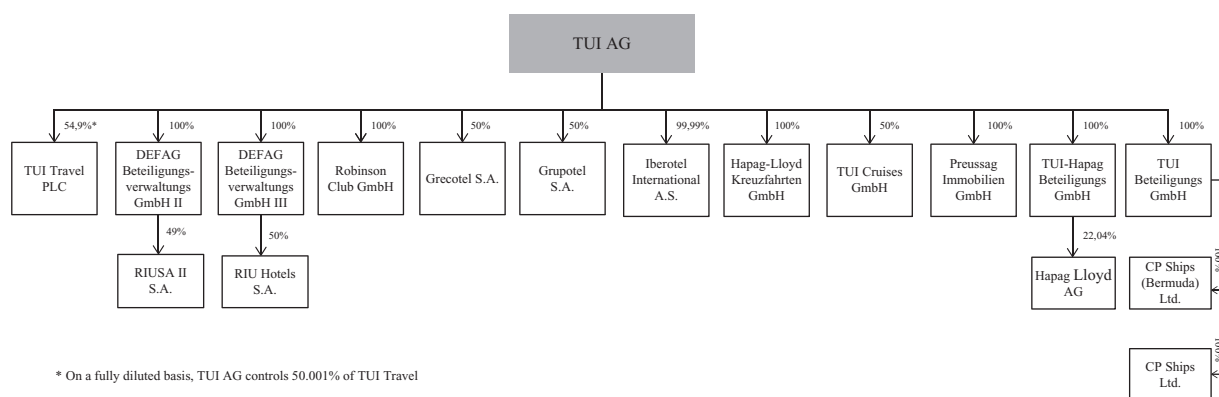 TUI AG
54,9%*
100%
100%
100%
50%
50%
99,99%
100%
50%
100%
100%
100%
TUI Travel
PLC
DEFAG
Beteiligungs-
verwaltungs
GmbH II
DEFAG
Beteiligungs-
verwaltungs
GmbH III
Robinson
Club GmbH
Grecotel S.A.
Grupotel
S.A.
Iberotel
International
A.S.
Hapag-Lloyd
Kreuzfahrten
GmbH
TUI Cruises
GmbH
Preussag
Immobilien
GmbH
TUI-Hapag
Beteiligungs
GmbH
TUI
Beteiligungs
GmbH
49%
50%
22,04%
100%
RIUSA II
S.A.
RIU Hotels
S.A.
Hapag Lloyd
AG
CP Ships
(Bermuda)
Ltd.
100%
CP Ships
Ltd.
* On a fully diluted basis, TUI AG controls 50.001% of TUI Travel